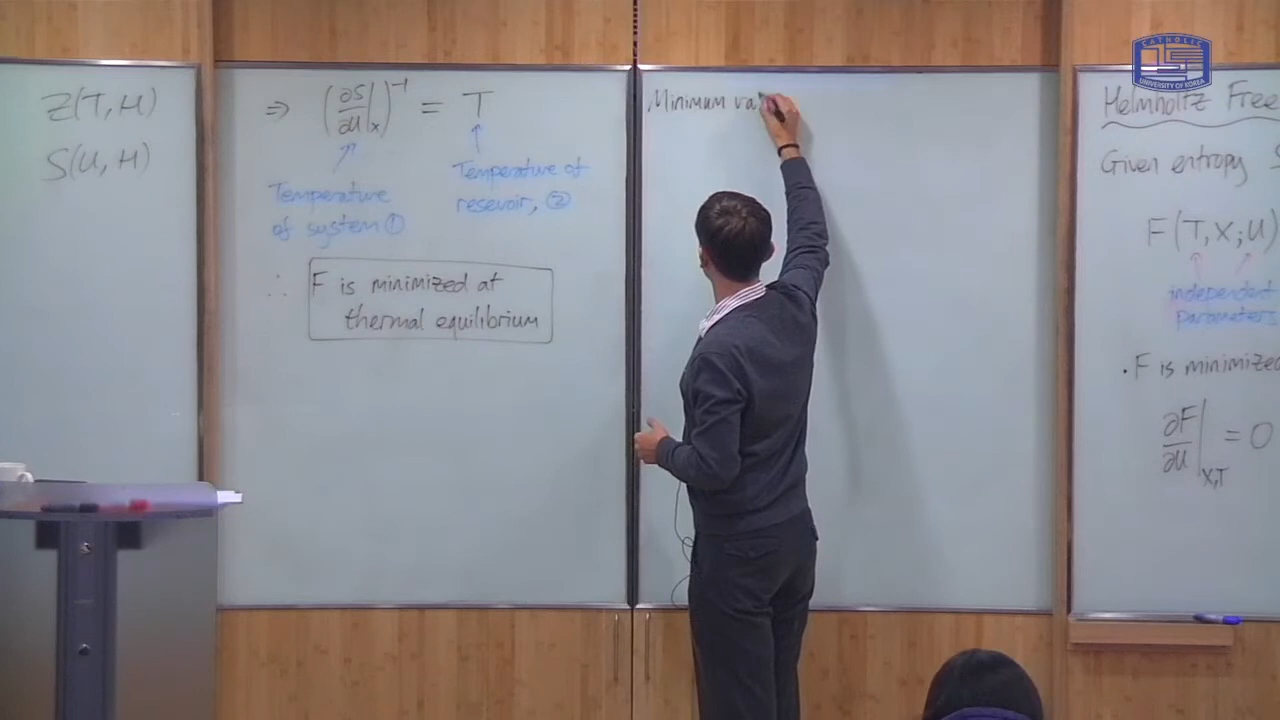 Z(T, H)
S(U, H)
⇒ (∂S/∂U|x)⁻¹ = T
Temperature of system ①
Temperature of resevoir, ②
∴ F is minimized at
thermal equilibrium
Minimum va
CATHOLIC
UNIVERSITY OF KOREA
Helmholtz Free
Given entropy S
F(T, X; U)
independent
parameters
· F is minimized
∂F/∂U|X,T = 0